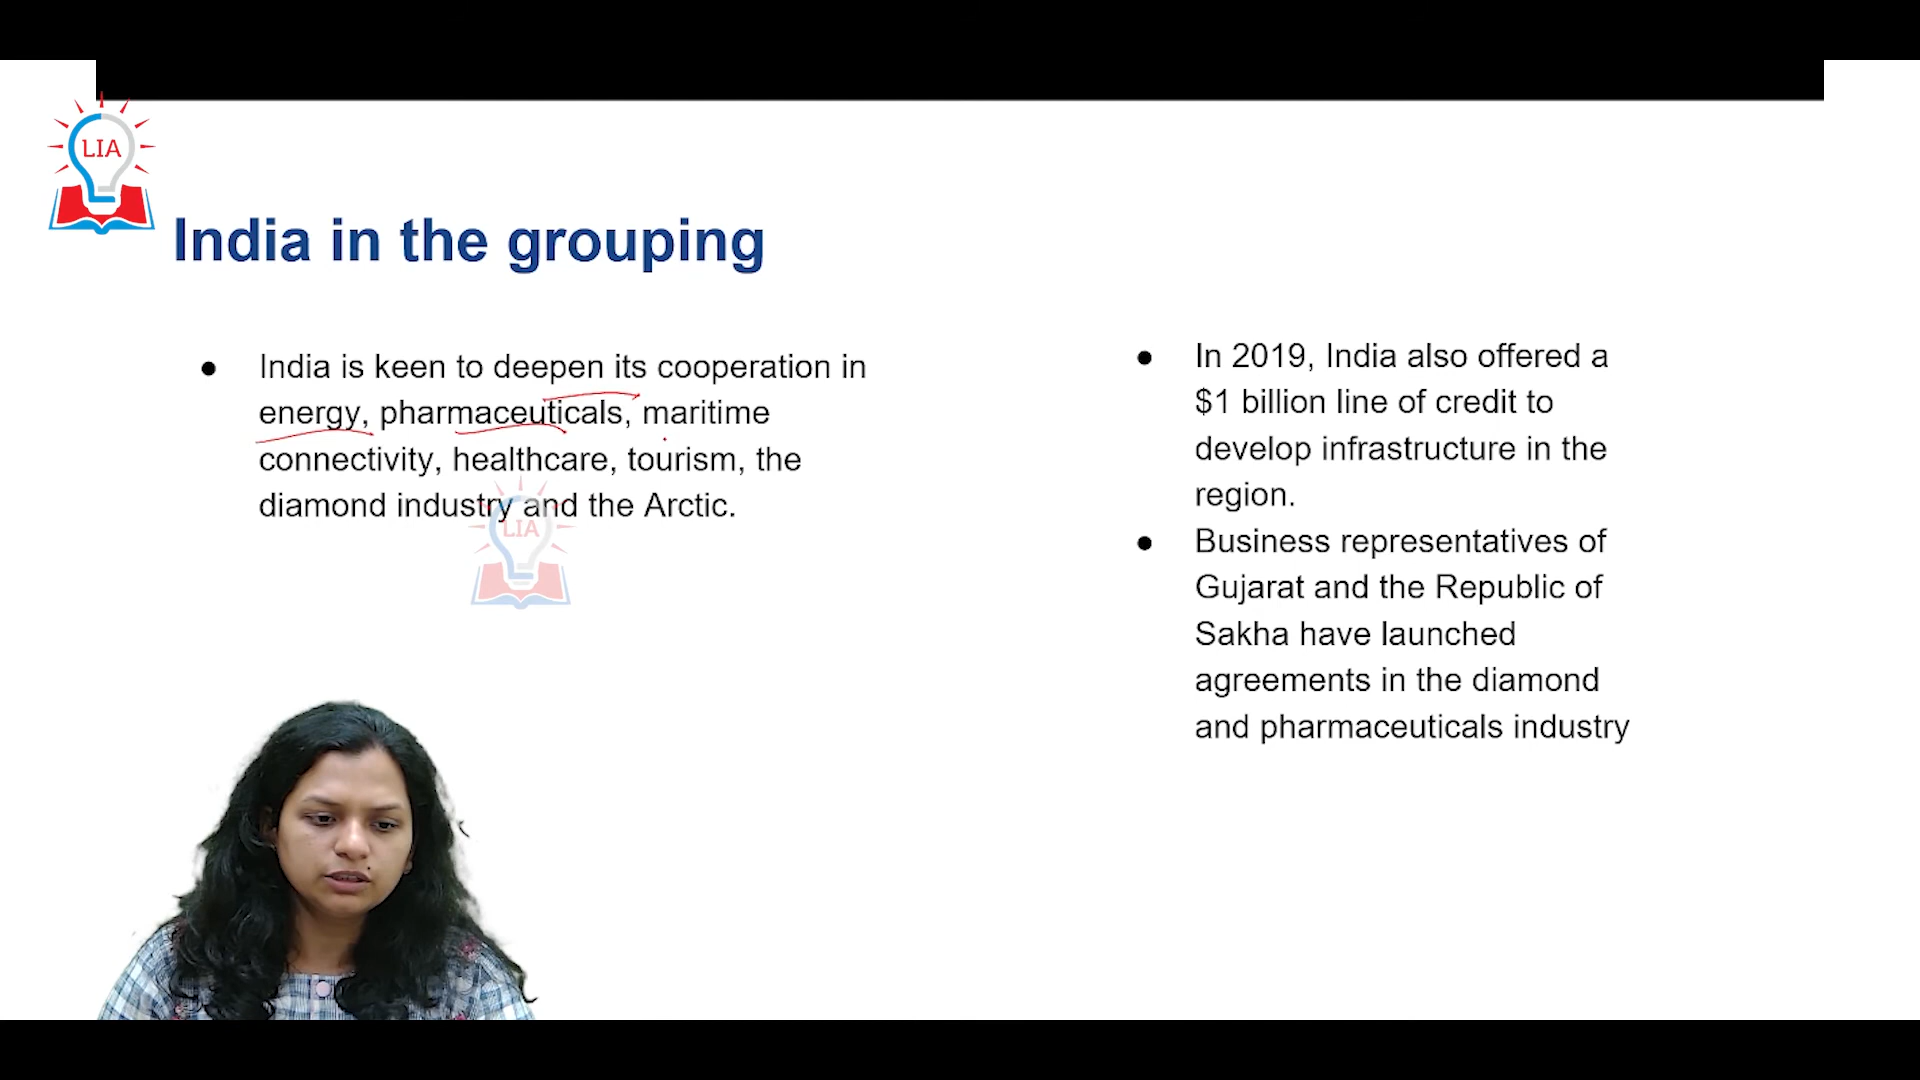 LIA
India in the grouping
● India is keen to deepen its cooperation in
energy, pharmaceuticals, maritime
connectivity, healthcare, tourism, the
diamond industry and the Arctic.
LIA
● In 2019, India also offered a
$1 billion line of credit to
develop infrastructure in the
region.
● Business representatives of
Gujarat and the Republic of
Sakha have launched
agreements in the diamond
and pharmaceuticals industry